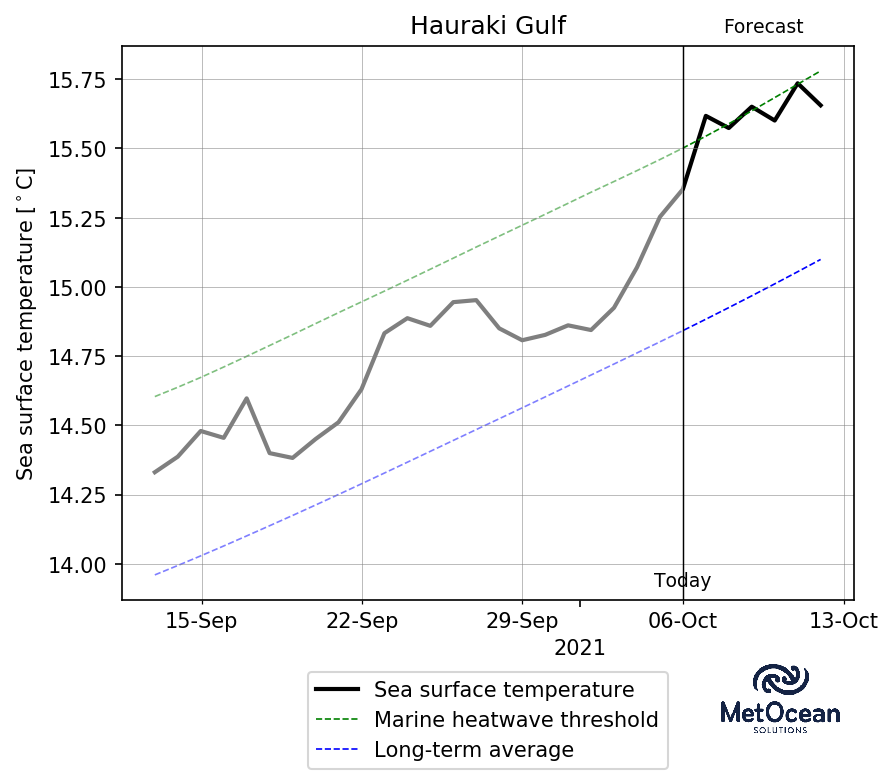 Hauraki Gulf
Forecast
15.75
15.50
15.25
15.00
14.75
14.50
14.25
14.00
Sea surface temperature [°C]
Today
15-Sep
22-Sep
29-Sep
06-Oct
13-Oct
2021
Sea surface temperature
Marine heatwave threshold
Long-term average
MetOcean
SOLUTIONS